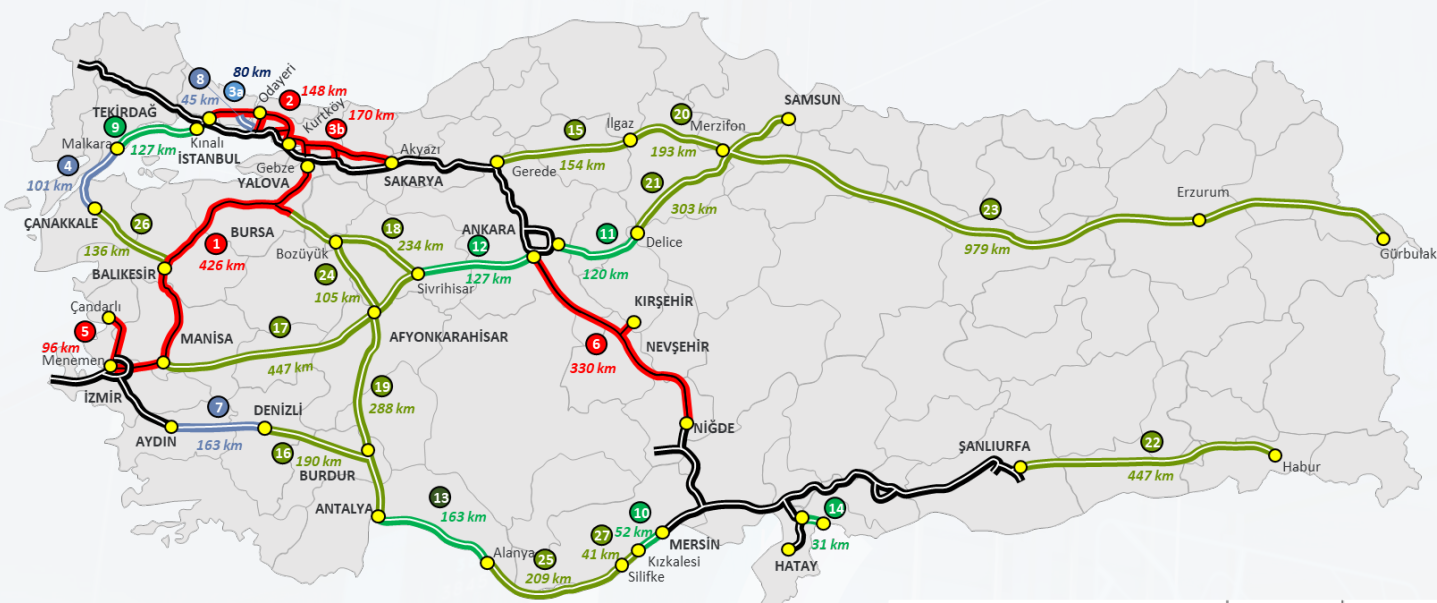 8
80 km
3a
45 km
Odayeri
2
148 km
Kurtköy
170 km
3b
TEKİRDAĞ
9
Malkara
127 km
Kınalı
İSTANBUL
4
101 km
Gebze
YALOVA
Akyazı
SAKARYA
Gerede
15
154 km
Ilgaz
20
193 km
Merzifon
SAMSUN
21
303 km
Erzurum
23
979 km
Gürbulak
ÇANAKKALE
26
136 km
BURSA
1
426 km
Bozüyük
18
234 km
ANKARA
12
127 km
Sivrihisar
11
120 km
Delice
BALIKESİR
24
105 km
Çandarlı
5
96 km
Menemen
MANİSA
17
447 km
AFYONKARAHİSAR
KIRŞEHİR
6
330 km
NEVŞEHİR
İZMİR
7
163 km
AYDIN
DENİZLİ
16
190 km
BURDUR
19
288 km
NİĞDE
ŞANLIURFA
22
447 km
Habur
ANTALYA
13
163 km
Alanya
25
209 km
27
41 km
10
52 km
MERSİN
Kızkalesi
Silifke
14
31 km
HATAY